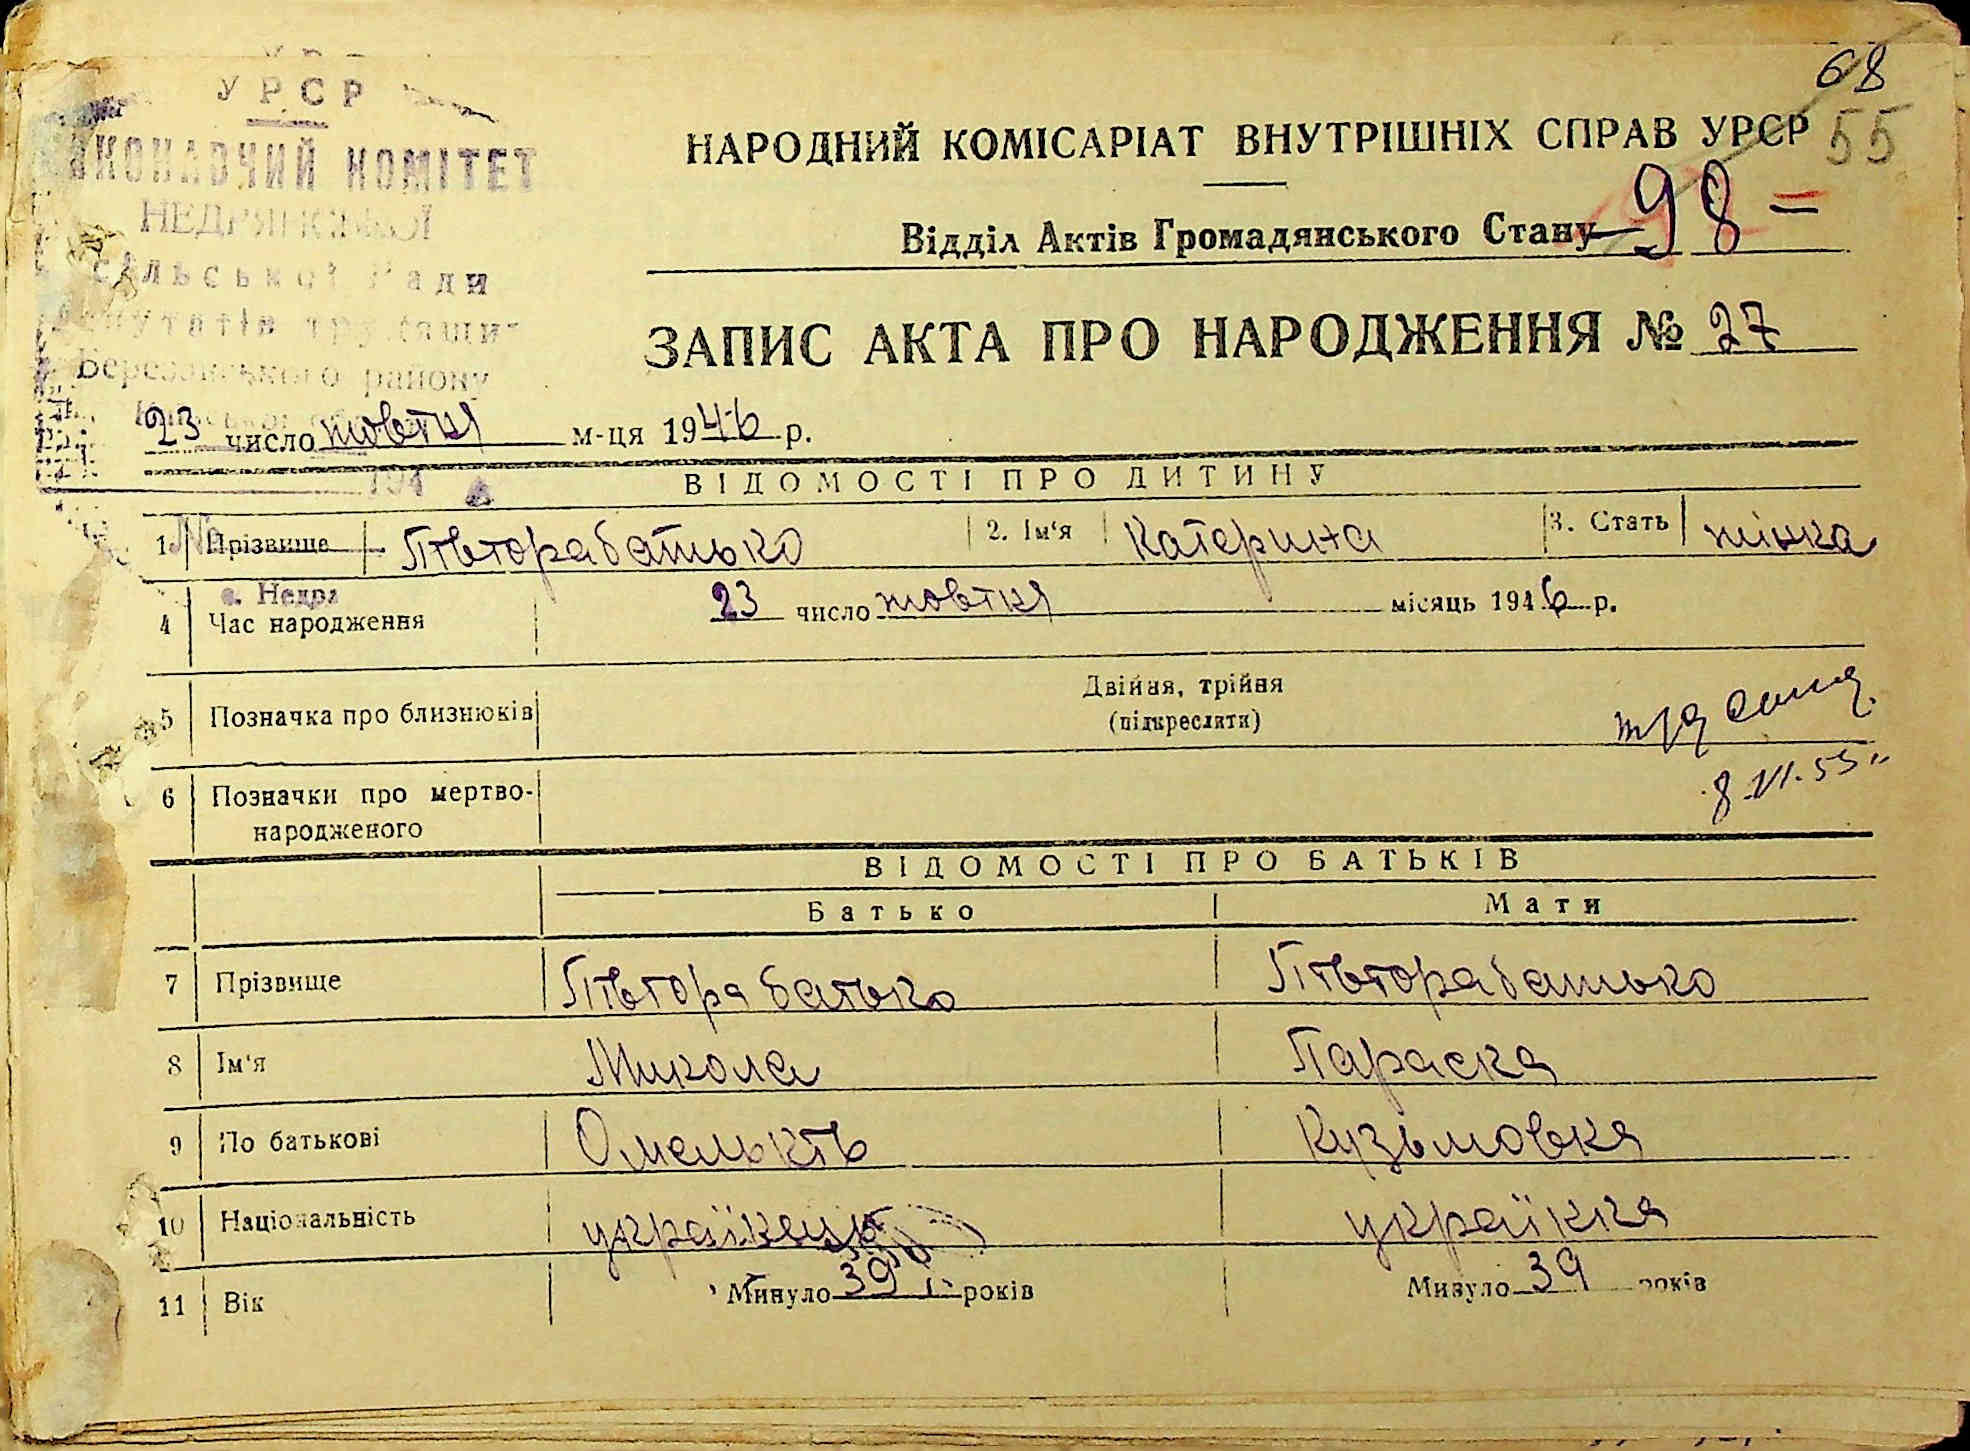 УРСР
ВИКОНАВЧИЙ КОМІТЕТ
НЕДРЯНСЬКОЇ
сільської Ради
депутатів трудящих
Березанського району
68
НАРОДНИЙ КОМІСАРІАТ ВНУТРІШНІХ СПРАВ УРСР 55
Відділ Актів Громадянського Стану 98
ЗАПИС АКТА ПРО НАРОДЖЕННЯ № 27
23 число жовтня м-ця 1946 р.
194
ВІДОМОСТІ ПРО ДИТИНУ
1 Прізвище Півторабатько 2. Ім'я Катерина 3. Стать жінка
с. Недра
4 Час народження 23 число жовтня місяць 1946 р.
5 Позначка про близнюків Двійня, трійня
(підкреслити)
8.VI.55
6 Позначки про мертво-
народженого
ВІДОМОСТІ ПРО БАТЬКІВ
Батько Мати
7 Прізвище Півторабатько Півторабатько
8 Ім'я Микола Параска
9 По батькові Омельків Кузьмовна
10 Національність українець українка
11 Вік Минуло 39 років Минуло 39 років